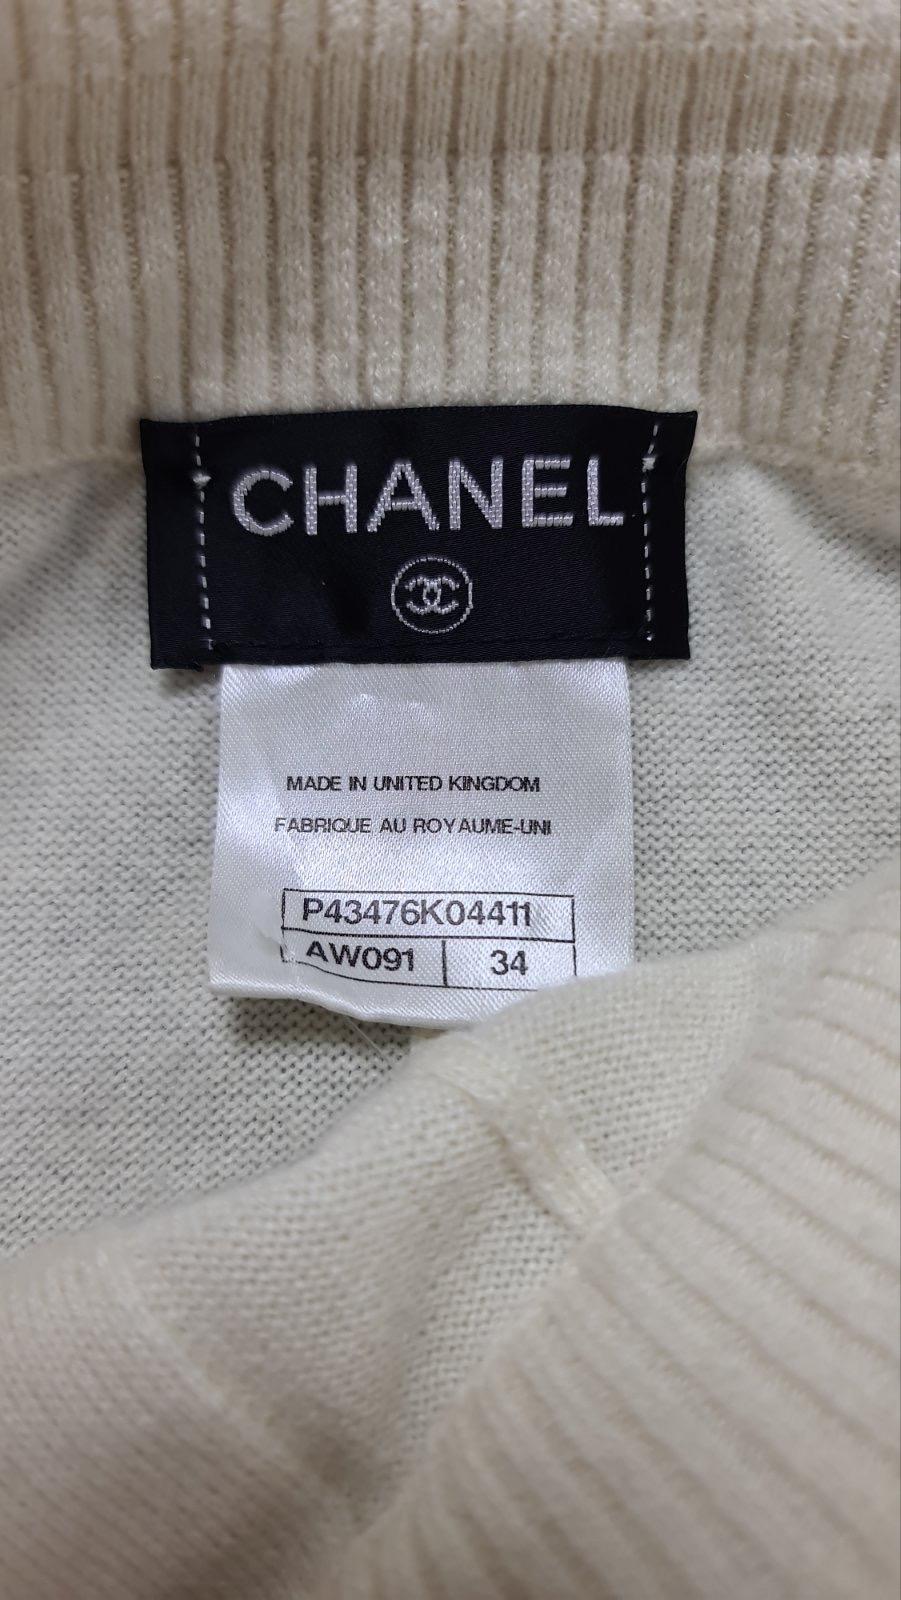 CHANEL
MADE IN UNITED KINGDOM
FABRIQUE AU ROYAUME-UNI
P43476K04411
AW091 34